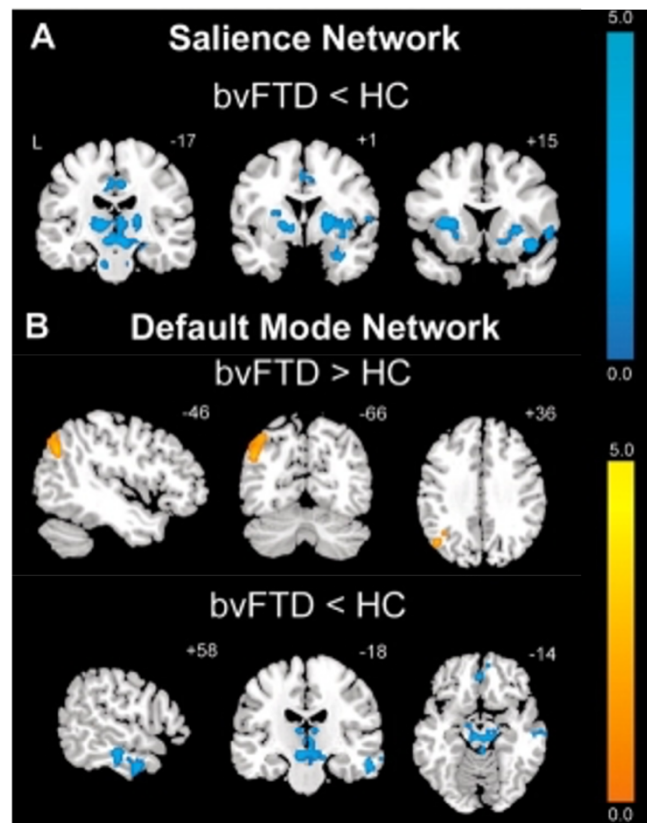 A Salience Network 5.0
bvFTD < HC
L -17 +1 +15
0.0
B Default Mode Network
bvFTD > HC
-46 -66 +36
5.0
bvFTD < HC
+58 -18 -14
0.0